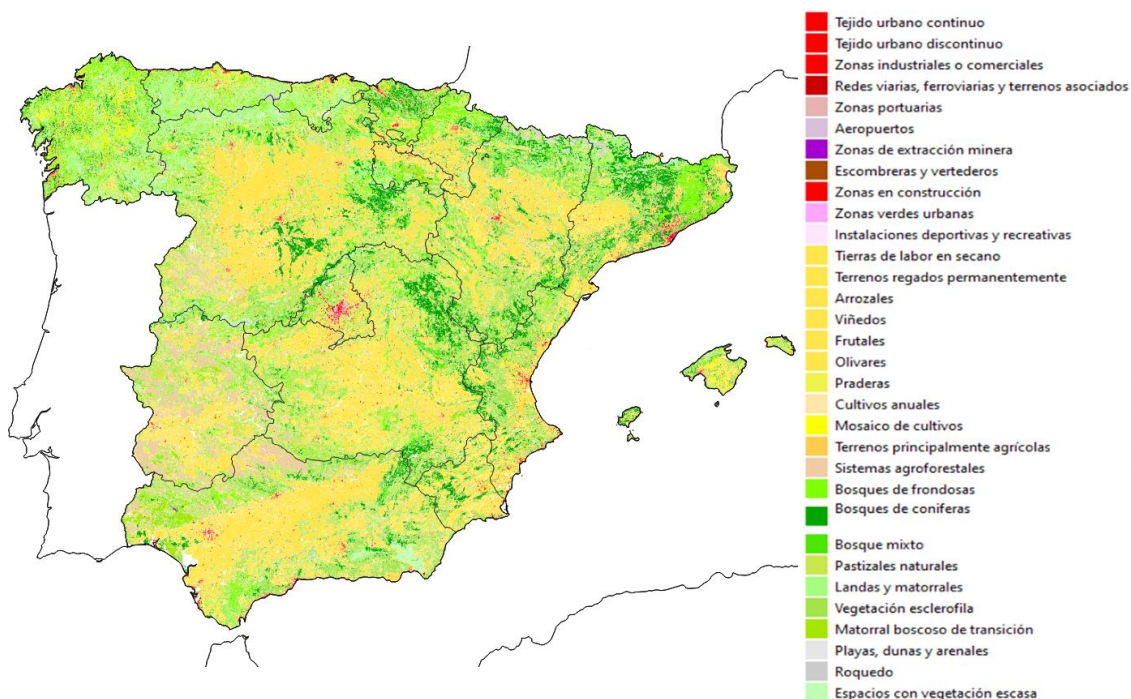 Tejido urbano continuo
Tejido urbano discontinuo
Zonas industriales o comerciales
Redes viarias, ferroviarias y terrenos asociados
Zonas portuarias
Aeropuertos
Zonas de extracción minera
Escombreras y vertederos
Zonas en construcción
Zonas verdes urbanas
Instalaciones deportivas y recreativas
Tierras de labor en secano
Terrenos regados permanentemente
Arrozales
Viñedos
Frutales
Olivares
Praderas
Cultivos anuales
Mosaico de cultivos
Terrenos principalmente agrícolas
Sistemas agroforestales
Bosques de frondosas
Bosques de coniferas
Bosque mixto
Pastizales naturales
Landas y matorrales
Vegetación esclerofila
Matorral boscoso de transición
Playas, dunas y arenales
Roquedo
Espacios con vegetación escasa